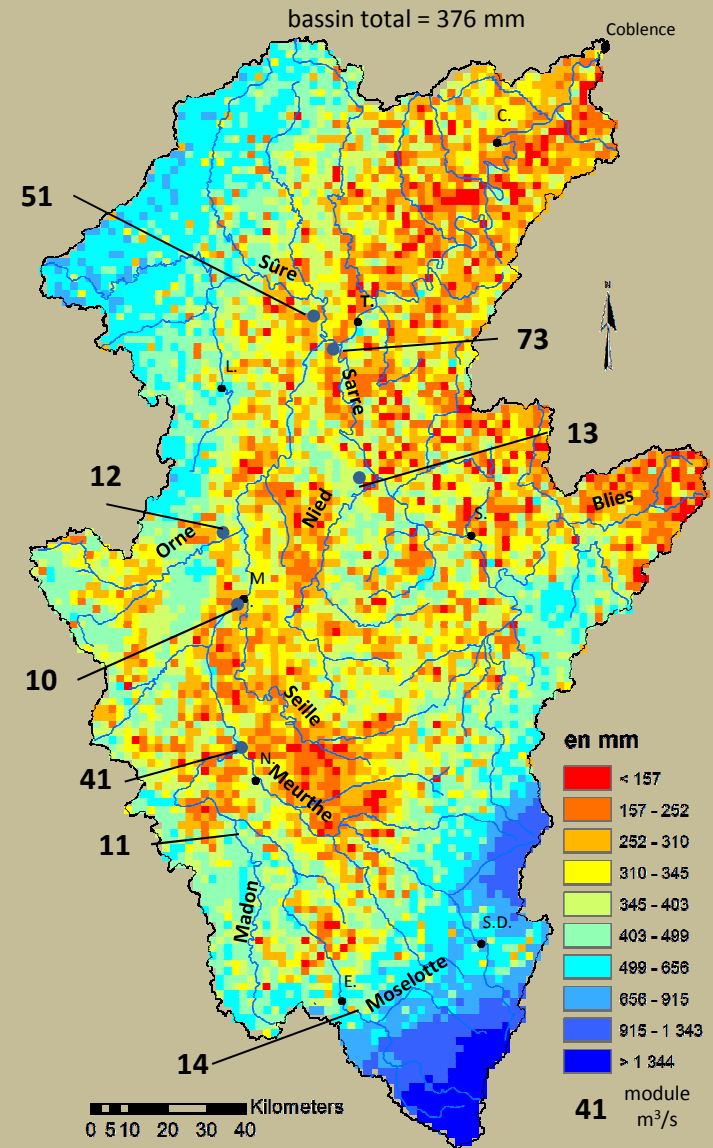 bassin total = 376 mm
Coblence
C.
51
Sûre
T.
73
L.
Sarre
13
12
Nied
S.
Blies
Orne
M
.
10
Seille
41
N.
Meurthe
11
Madon
S.D.
E.
Moselotte
14
en mm
< 157
157 - 252
252 - 310
310 - 345
345 - 403
403 - 499
499 - 656
656 - 915
915 - 1 343
> 1 344
41 module
m³/s
Kilometers
0 5 10 20 30 40